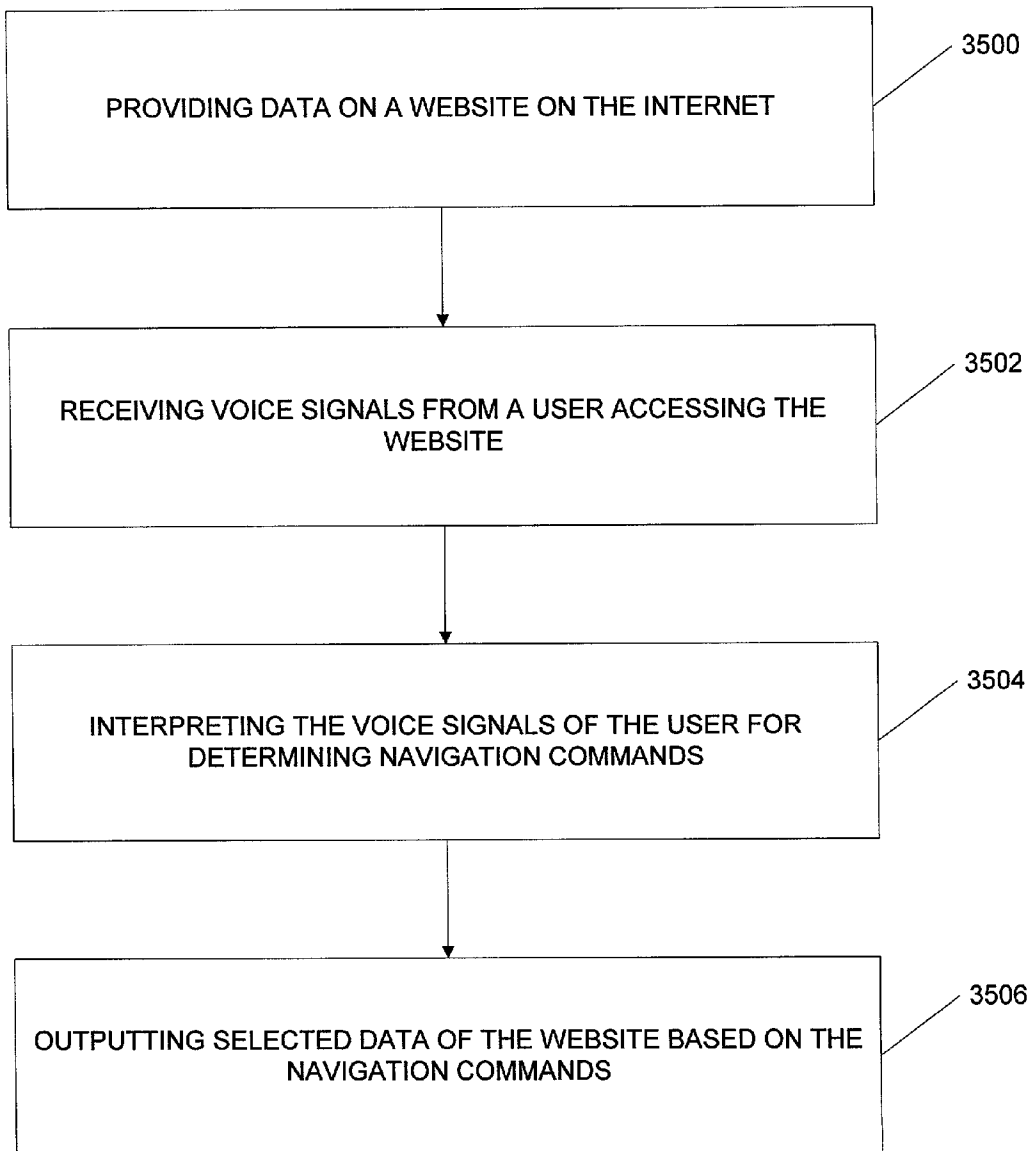 3500
PROVIDING DATA ON A WEBSITE ON THE INTERNET
3502
RECEIVING VOICE SIGNALS FROM A USER ACCESSING THE
WEBSITE
3504
INTERPRETING THE VOICE SIGNALS OF THE USER FOR
DETERMINING NAVIGATION COMMANDS
3506
OUTPUTTING SELECTED DATA OF THE WEBSITE BASED ON THE
NAVIGATION COMMANDS